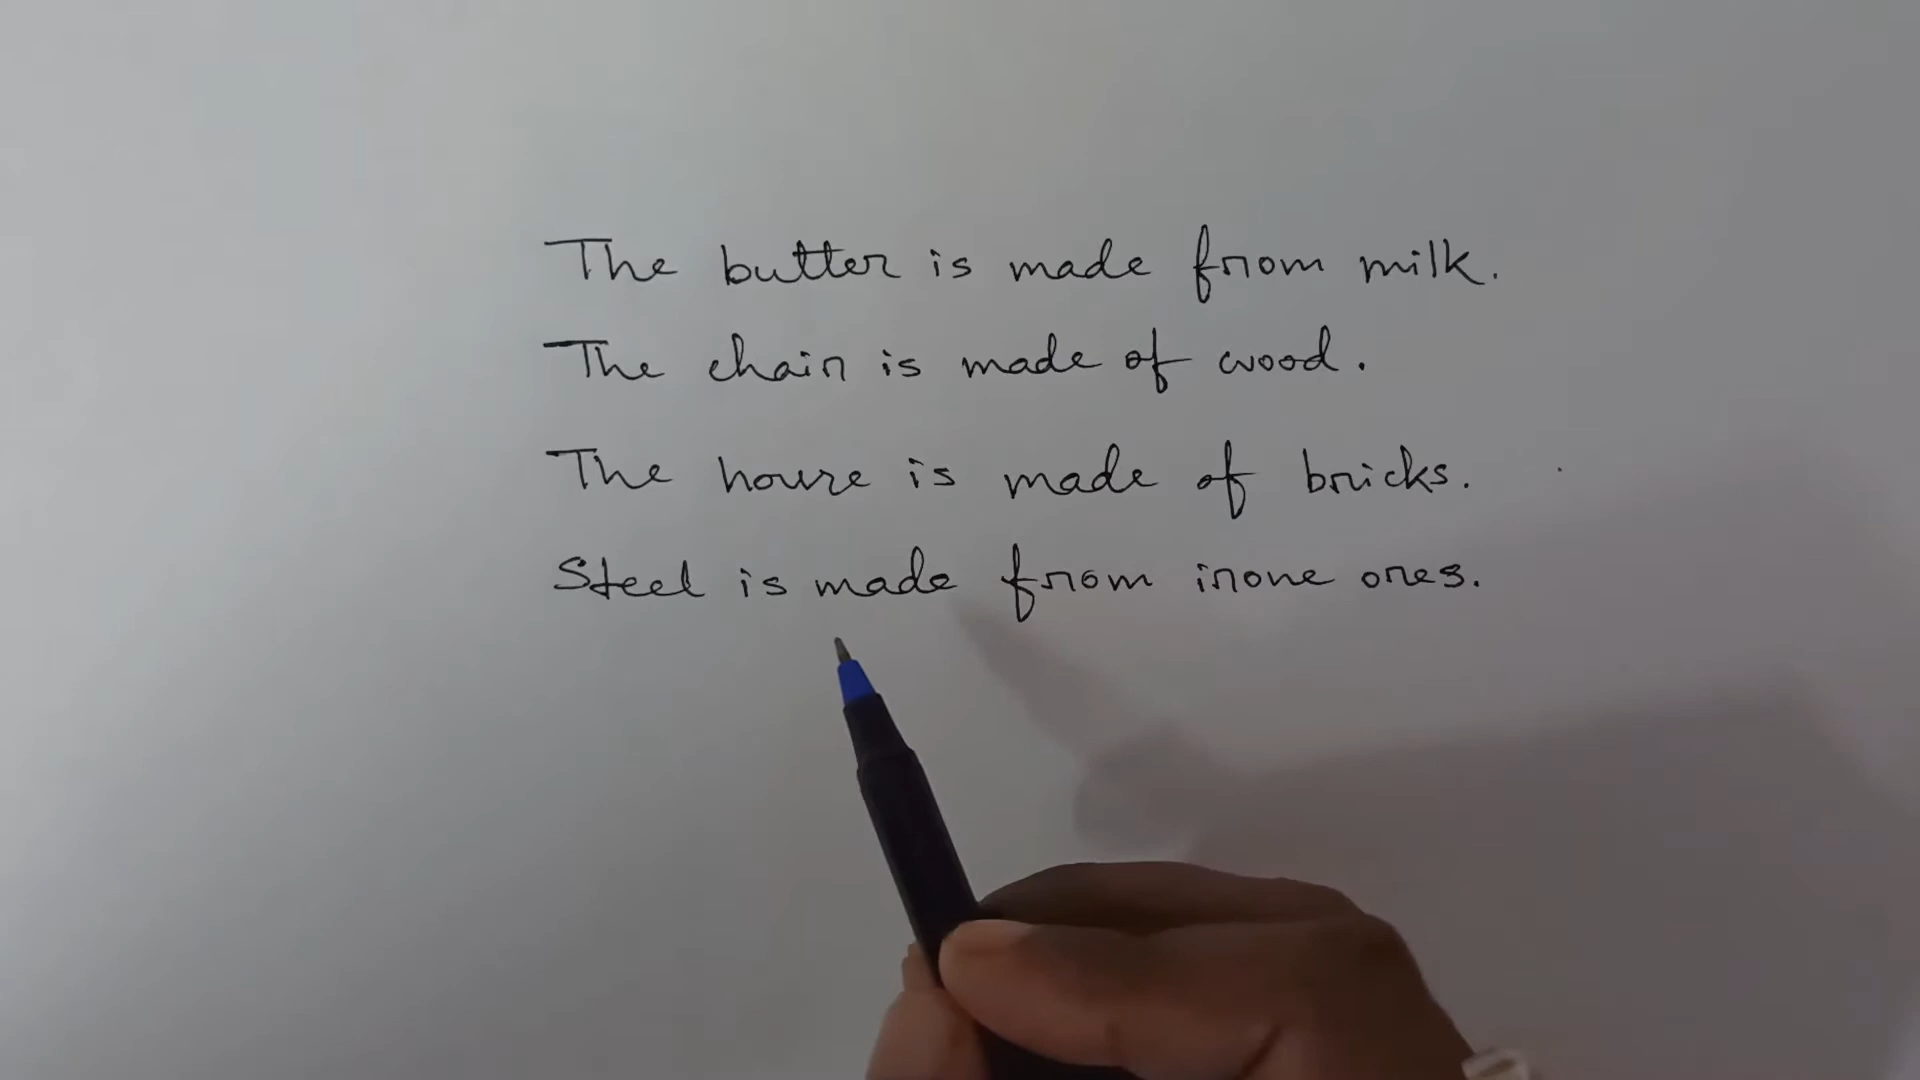 The butter is made from milk.
The chair is made of wood.
The house is made of bricks.
Steel is made from irone ores.